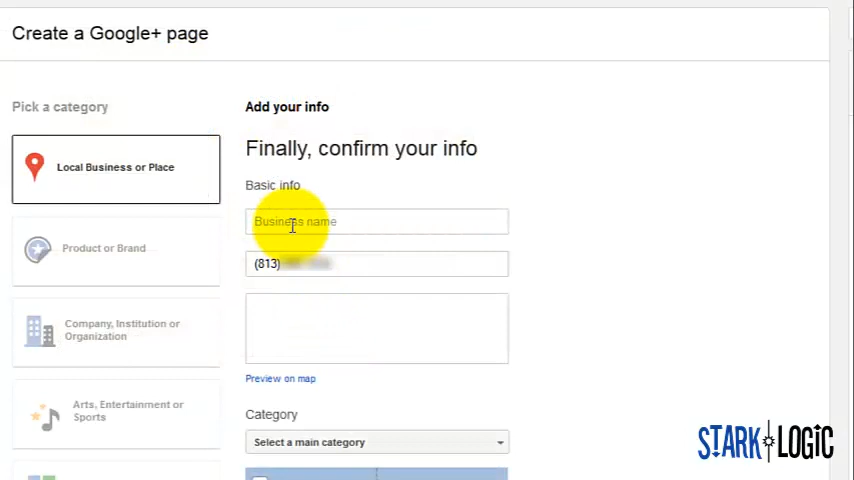 Create a Google+ page
Pick a category
Add your info
Local Business or Place
Finally, confirm your info
Basic info
Business name
Product or Brand
(813)
Company, Institution or
Organization
Preview on map
Arts, Entertainment or
Sports
Category
Select a main category
STARK LOGIC